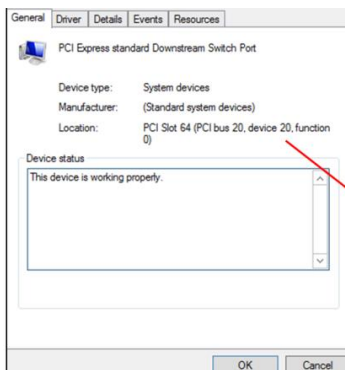 General Driver Details Events Resources
PCI Express standard Downstream Switch Port
Device type: System devices
Manufacturer: (Standard system devices)
Location: PCI Slot 64 (PCI bus 20, device 20, function
0)
Device status
This device is working properly.
OK Cancel